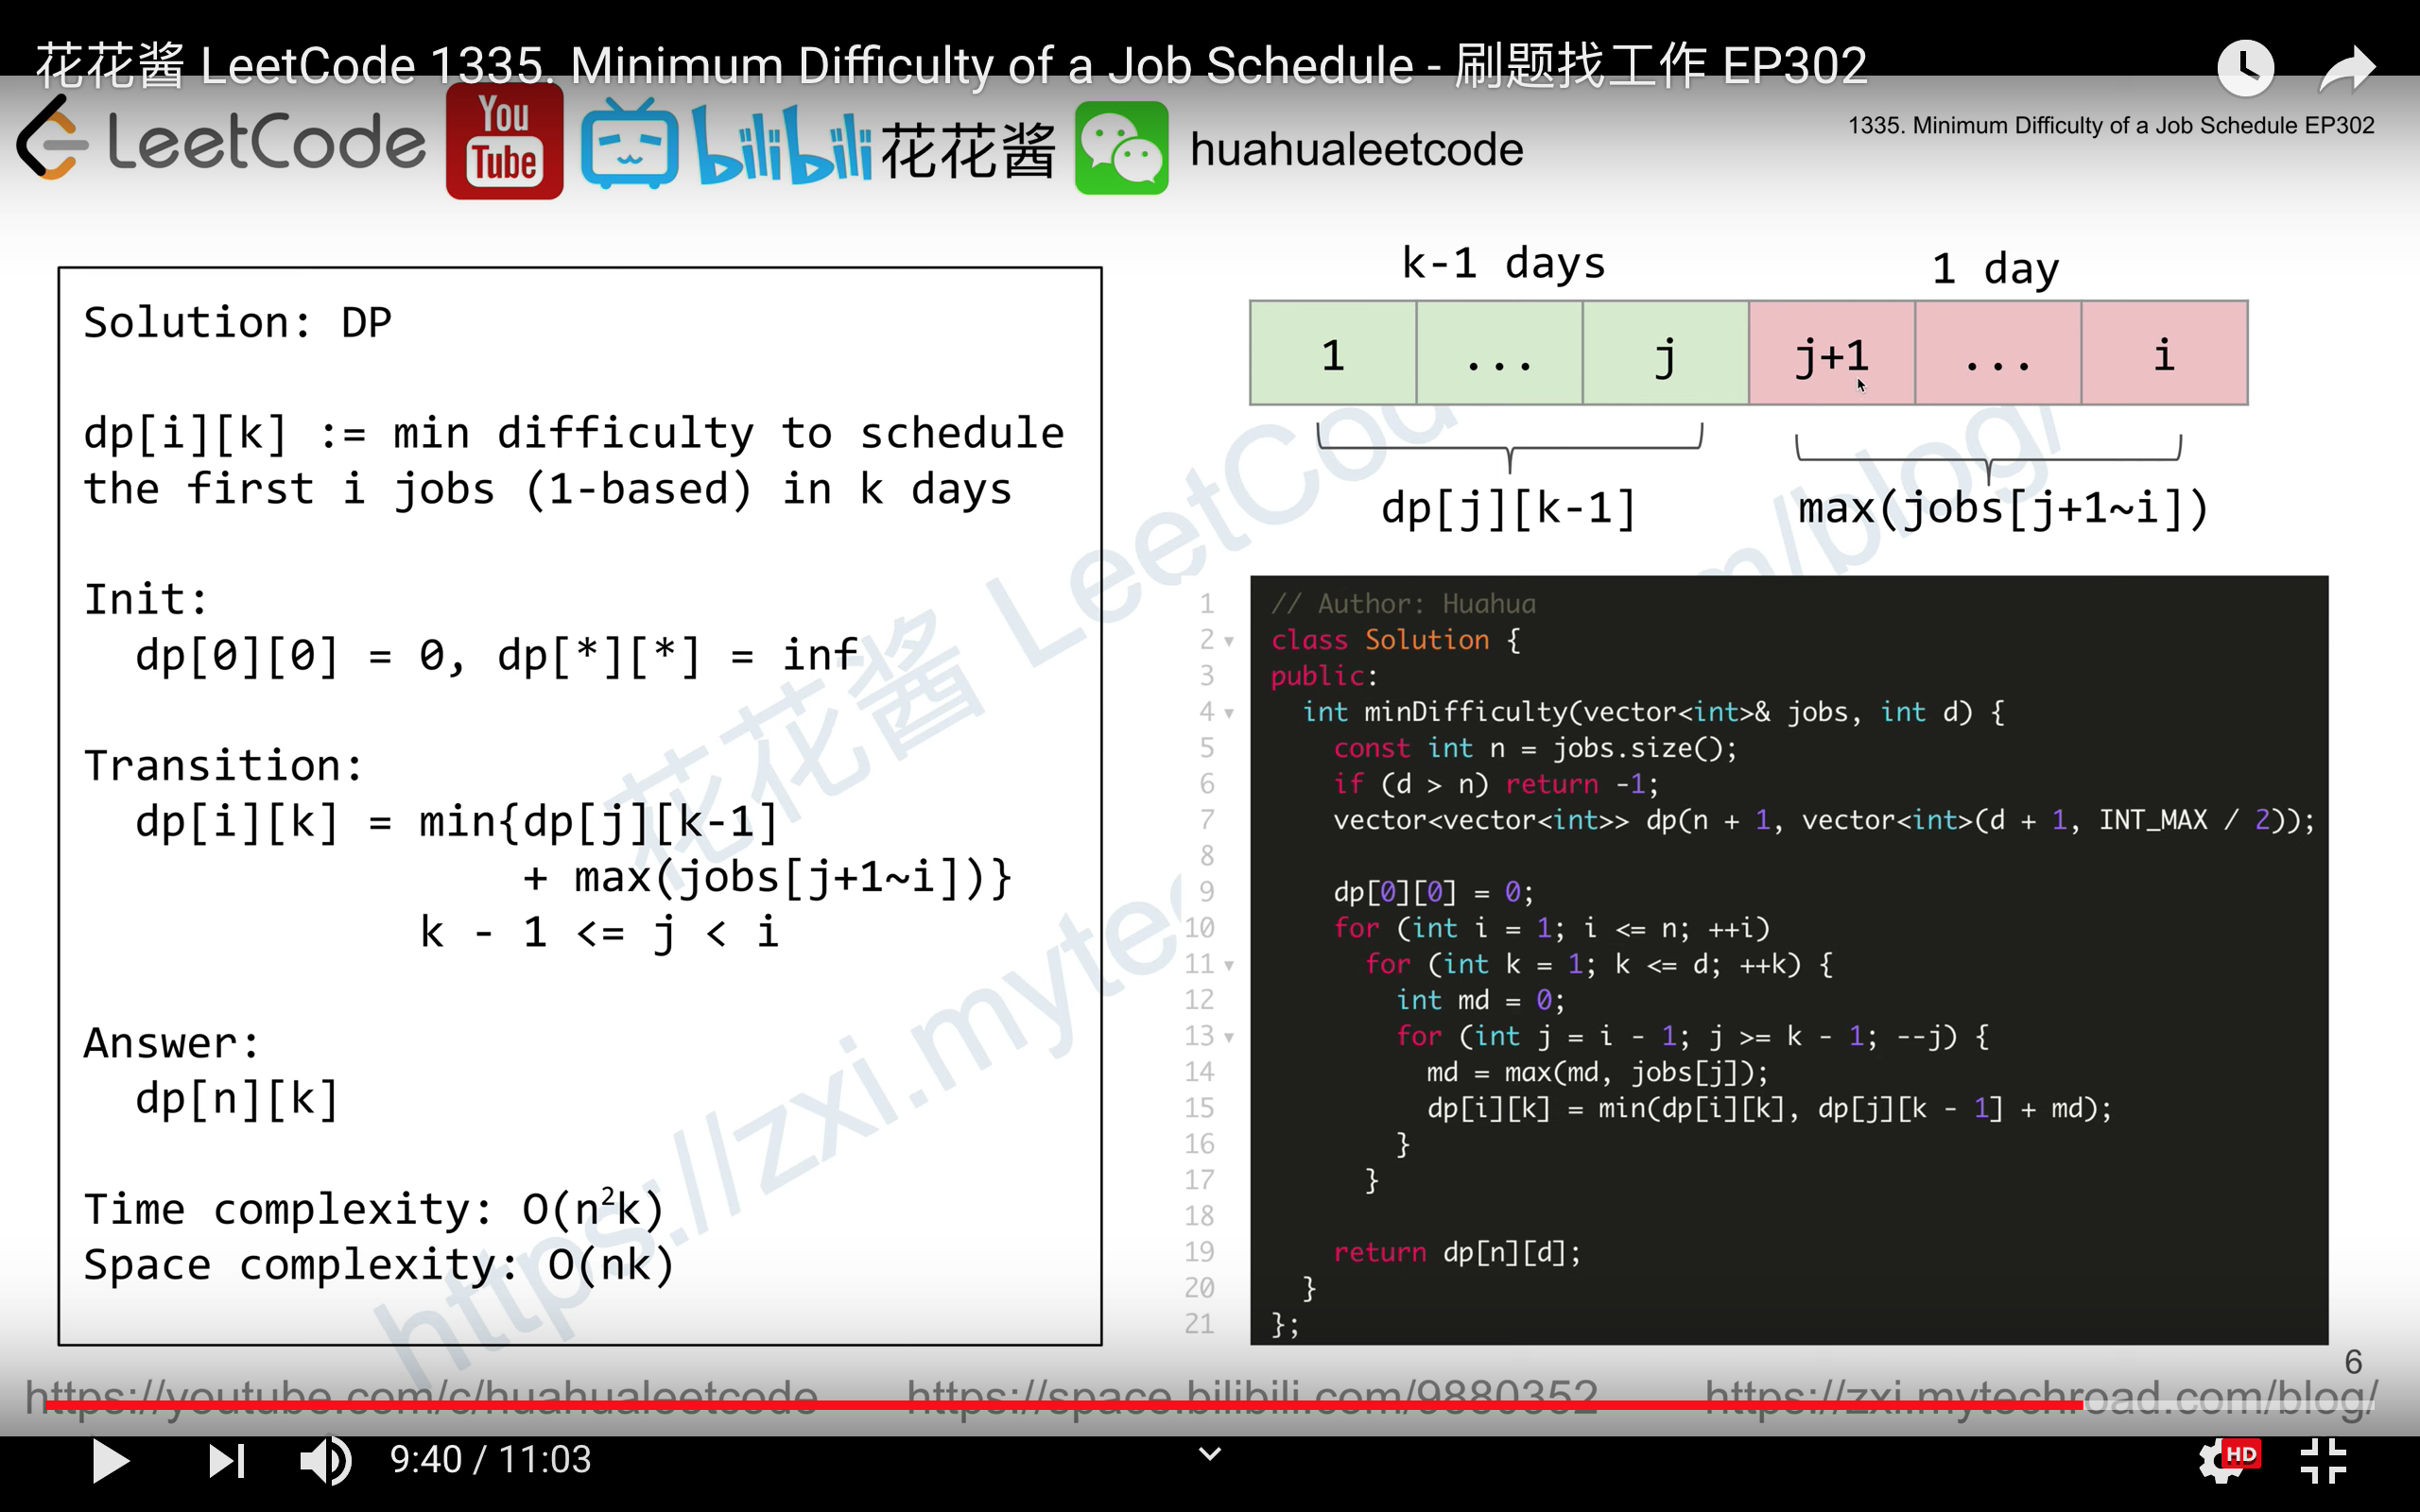 花花酱 LeetCode 1335. Minimum Difficulty of a Job Schedule - 刷题找工作 EP302
LeetCode
You
Tube
bilibili 花花酱
huahualeetcode
1335. Minimum Difficulty of a Job Schedule EP302
Solution: DP
dp[i][k] := min difficulty to schedule
the first i jobs (1-based) in k days
Init:
dp[0][0] = 0, dp[*][*] = inf
Transition:
dp[i][k] = min{dp[j][k-1]
+ max(jobs[j+1~i])}
k - 1 <= j < i
Answer:
dp[n][k]
Time complexity: O(n²k)
Space complexity: O(nk)
k-1 days
1 day
1 ... j j+1 ... i
dp[j][k-1]
max(jobs[j+1~i])
1 // Author: Huahua
2 class Solution {
3 public:
4 int minDifficulty(vector<int>& jobs, int d) {
5 const int n = jobs.size();
6 if (d > n) return -1;
7 vector<vector<int>> dp(n + 1, vector<int>(d + 1, INT_MAX / 2));
8
9 dp[0][0] = 0;
10 for (int i = 1; i <= n; ++i)
11 for (int k = 1; k <= d; ++k) {
12 int md = 0;
13 for (int j = i - 1; j >= k - 1; --j) {
14 md = max(md, jobs[j]);
15 dp[i][k] = min(dp[i][k], dp[j][k - 1] + md);
16 }
17 }
18
19 return dp[n][d];
20 }
21 };
花花酱 LeetCod
https://zxi.myte
m/blog/
6
https://youtube.com/c/huahualeetcode
https://space.bilibili.com/9880352
https://zxi.mytechroad.com/blog/
9:40 / 11:03
HD